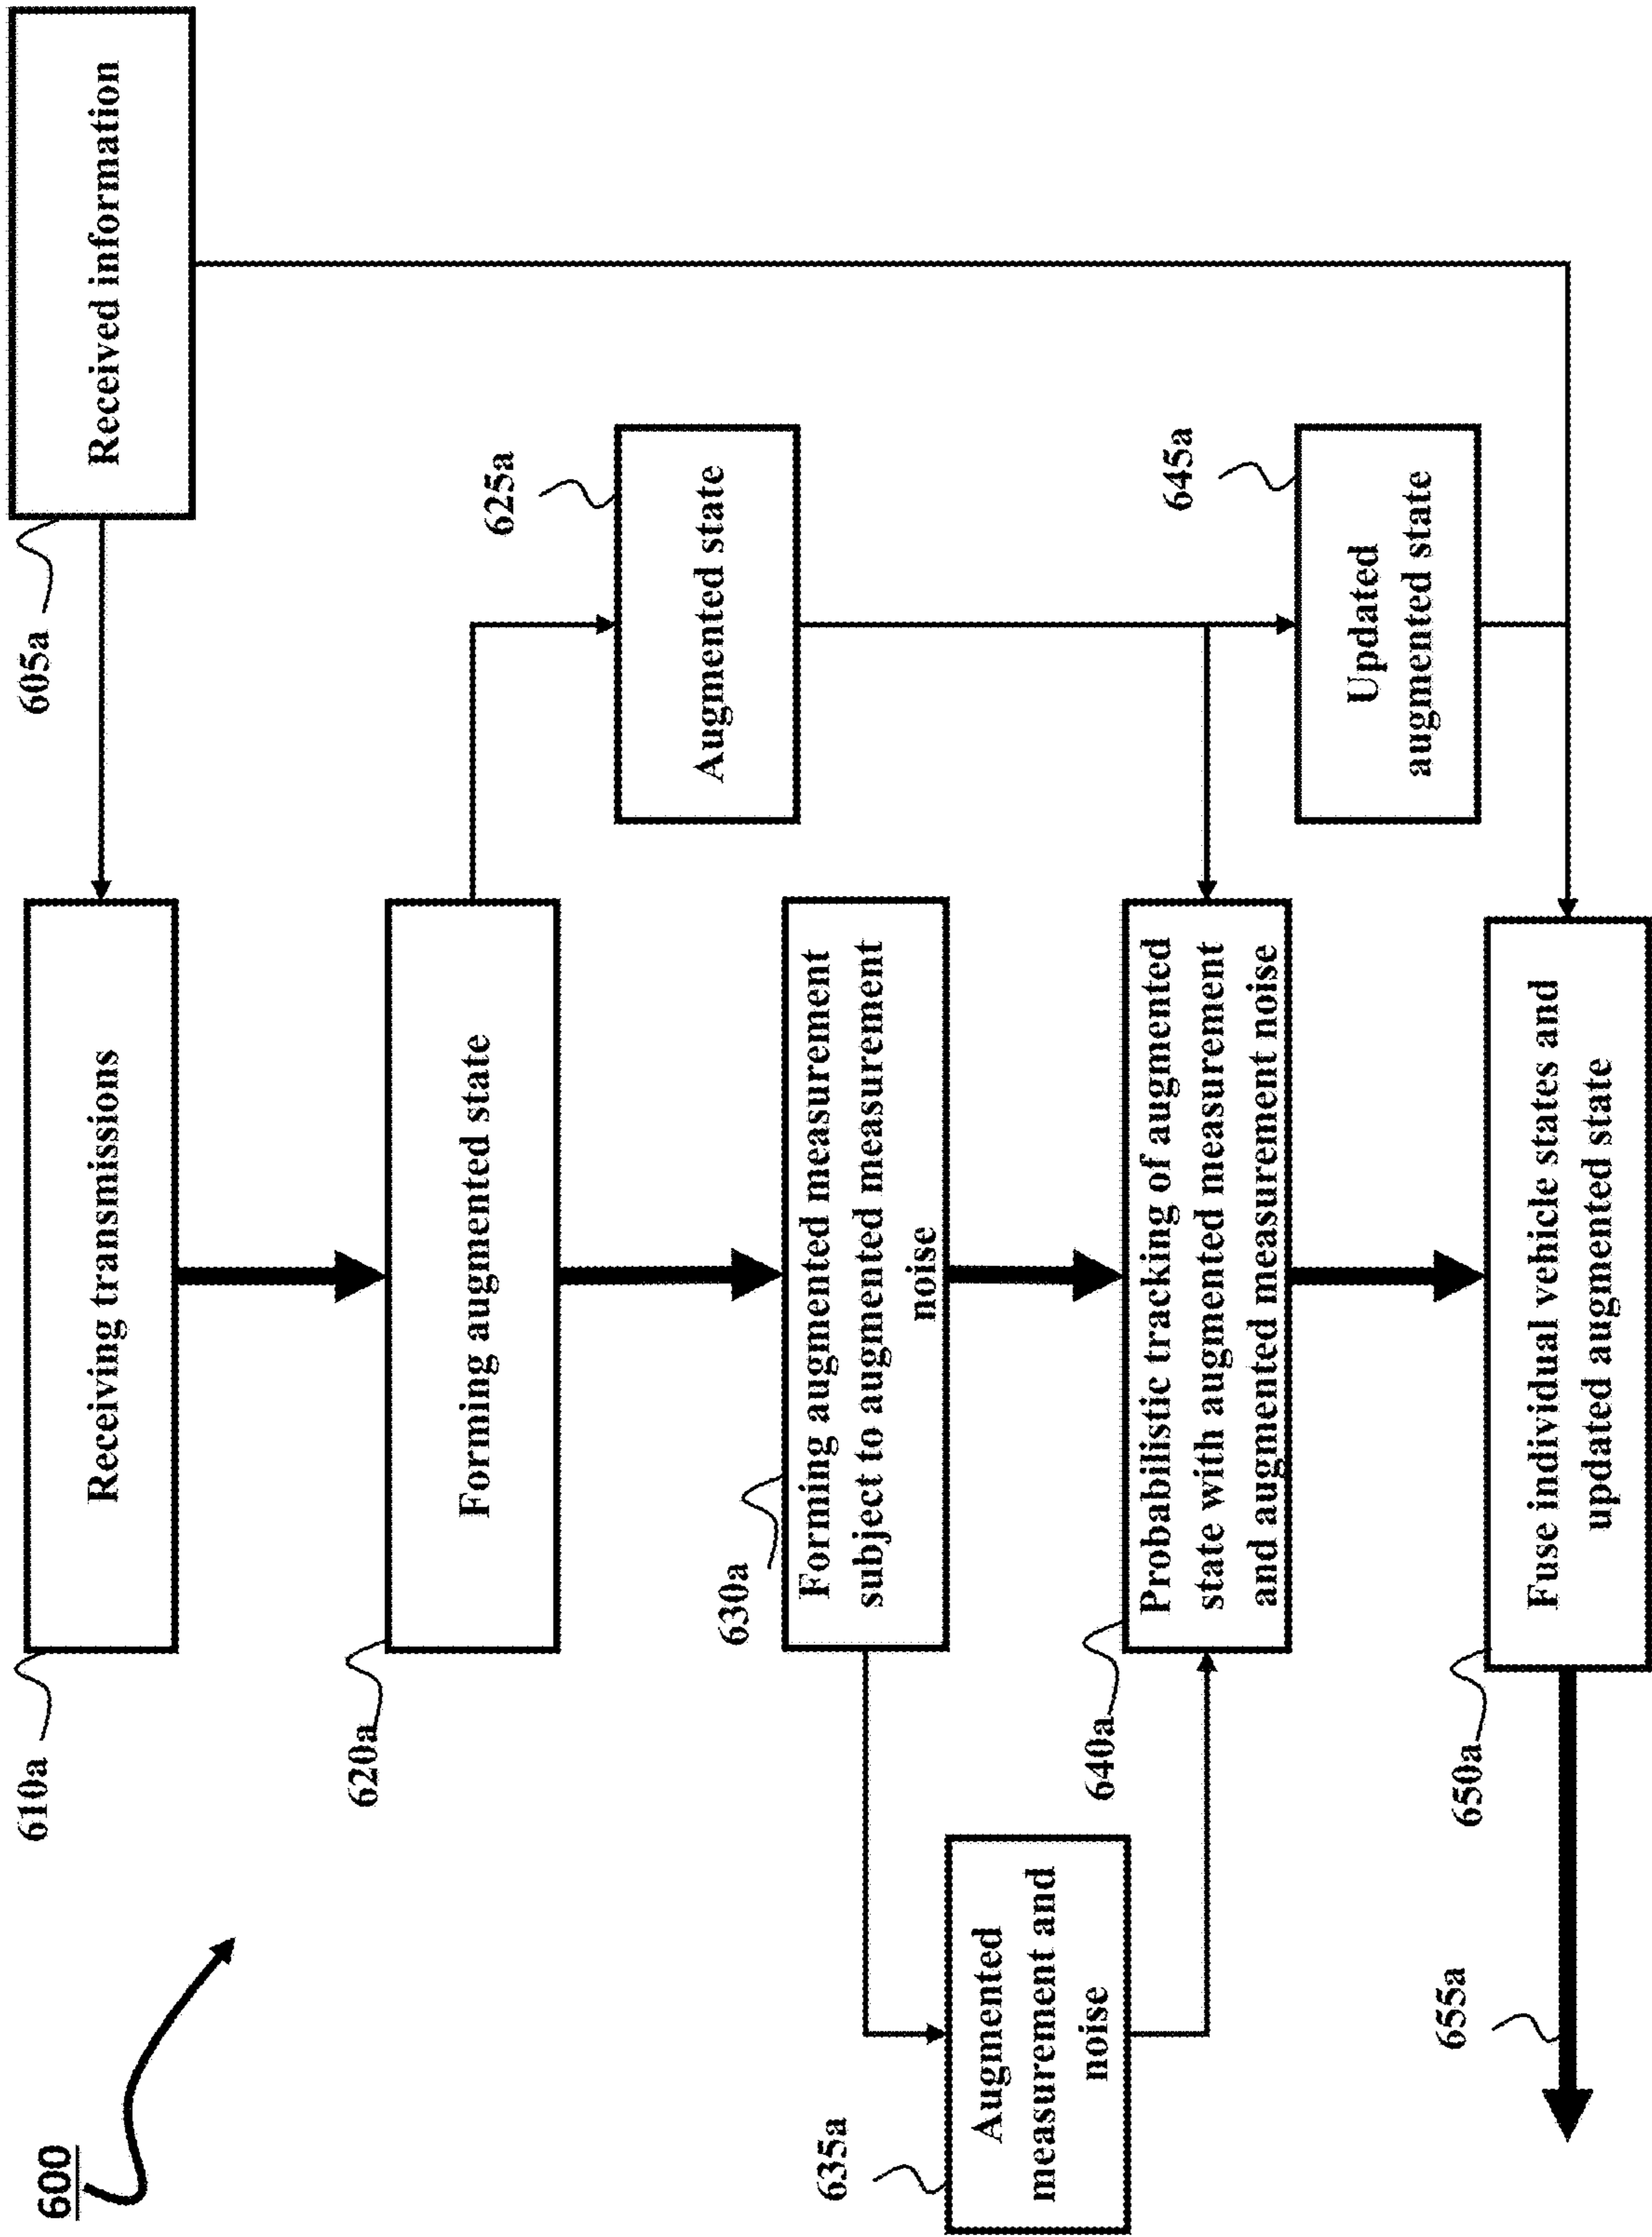 600
605a
Received information
610a
Receiving transmissions
620a
Forming augmented state
625a
Augmented state
630a
Forming augmented measurement
subject to augmented measurement
noise
635a
Augmented
measurement and
noise
640a
Probabilistic tracking of augmented
state with augmented measurement
and augmented measurement noise
645a
Updated
augmented state
650a
Fuse individual vehicle states and
updated augmented state
655a